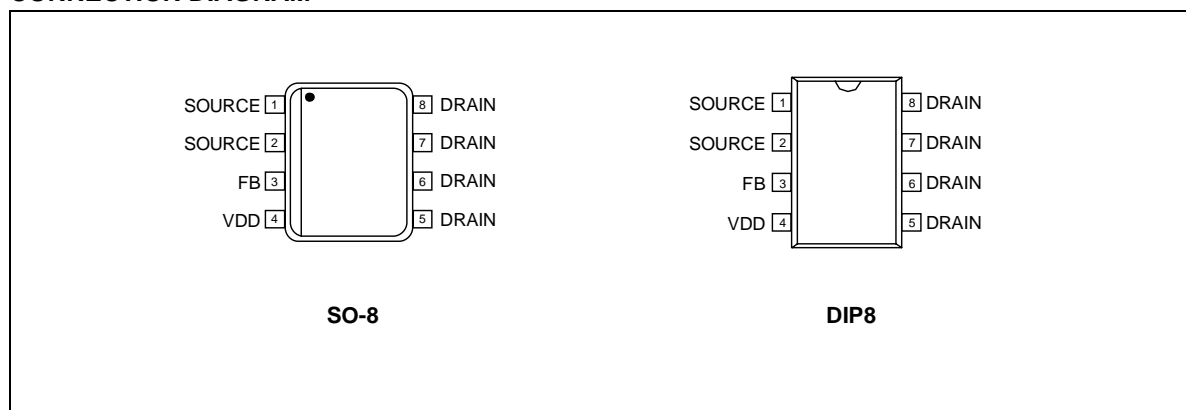 SOURCE 1 8 DRAIN
SOURCE 2 7 DRAIN
FB 3 6 DRAIN
VDD 4 5 DRAIN
SO-8
SOURCE 1 8 DRAIN
SOURCE 2 7 DRAIN
FB 3 6 DRAIN
VDD 4 5 DRAIN
DIP8